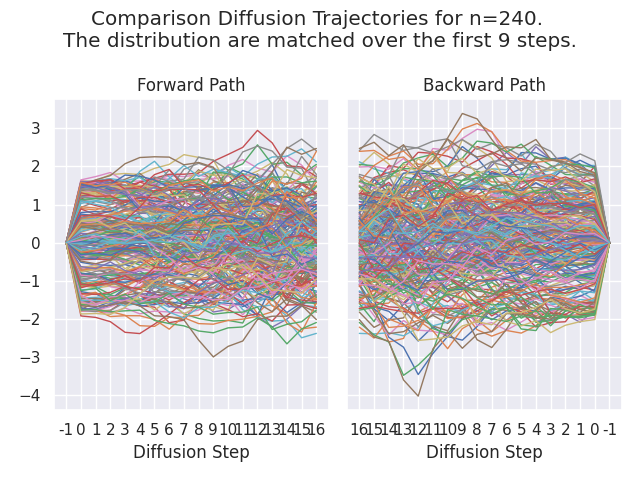 Comparison Diffusion Trajectories for n=240.
The distribution are matched over the first 9 steps.
Forward Path
Backward Path
3
2
1
0
−1
−2
−3
−4
-1 0 1 2 3 4 5 6 7 8 9 10 11 12 13 14 15 16
16 15 14 13 12 11 10 9 8 7 6 5 4 3 2 1 0 -1
Diffusion Step
Diffusion Step